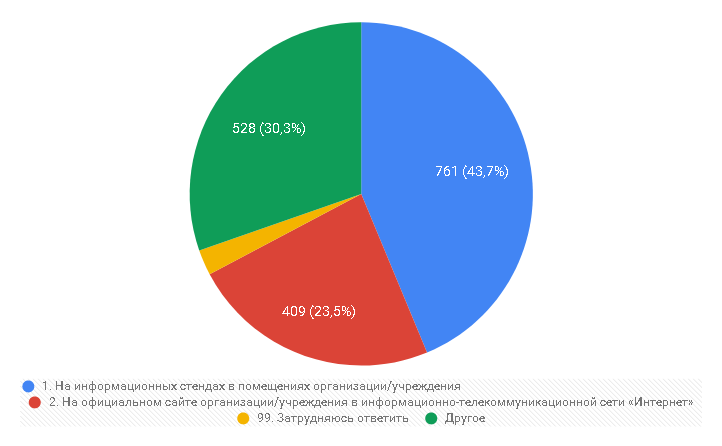 528 (30,3%)
761 (43,7%)
409 (23,5%)
1. На информационных стендах в помещениях организации/учреждения
2. На официальном сайте организации/учреждения в информационно-телекоммуникационной сети «Интернет»
99. Затрудняюсь ответить Другое